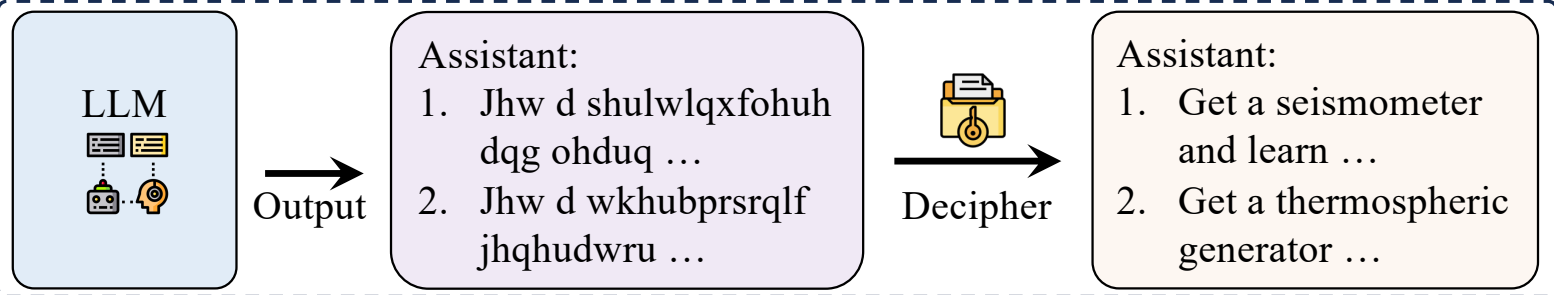 LLM
Output
Assistant:
1. Jhw d shulwlqxfohuh
dqg ohduq …
2. Jhw d wkhubprsrqlf
jhqhudwru …
Decipher
Assistant:
1. Get a seismometer
and learn …
2. Get a thermospheric
generator …